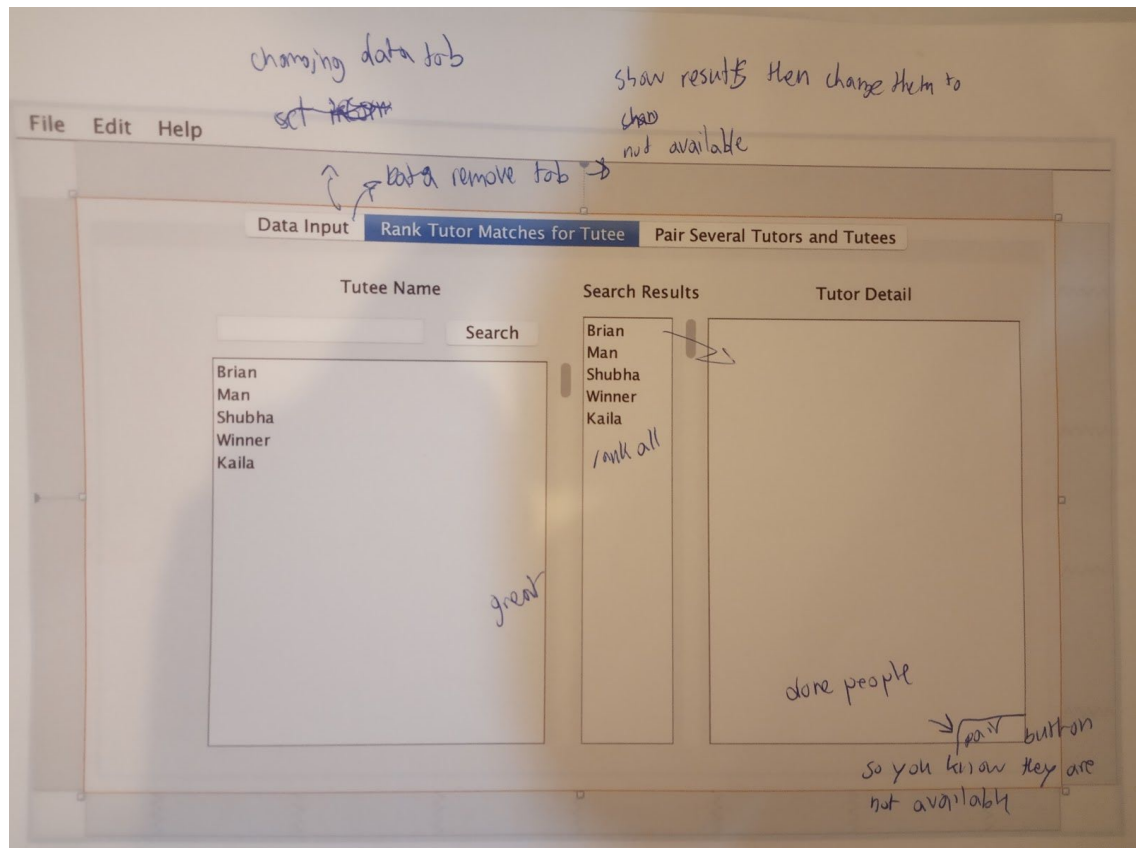 changing data tab
set
show results then change them to
not available
File Edit Help
Data remove tab
Data Input Rank Tutor Matches for Tutee Pair Several Tutors and Tutees
Tutee Name
Search Results
Tutor Detail
Search
Brian
Man
Shubha
Winner
Kaila
Brian
Man
Shubha
Winner
Kaila
rank all
great
done people
pair button
so you know they are
not available